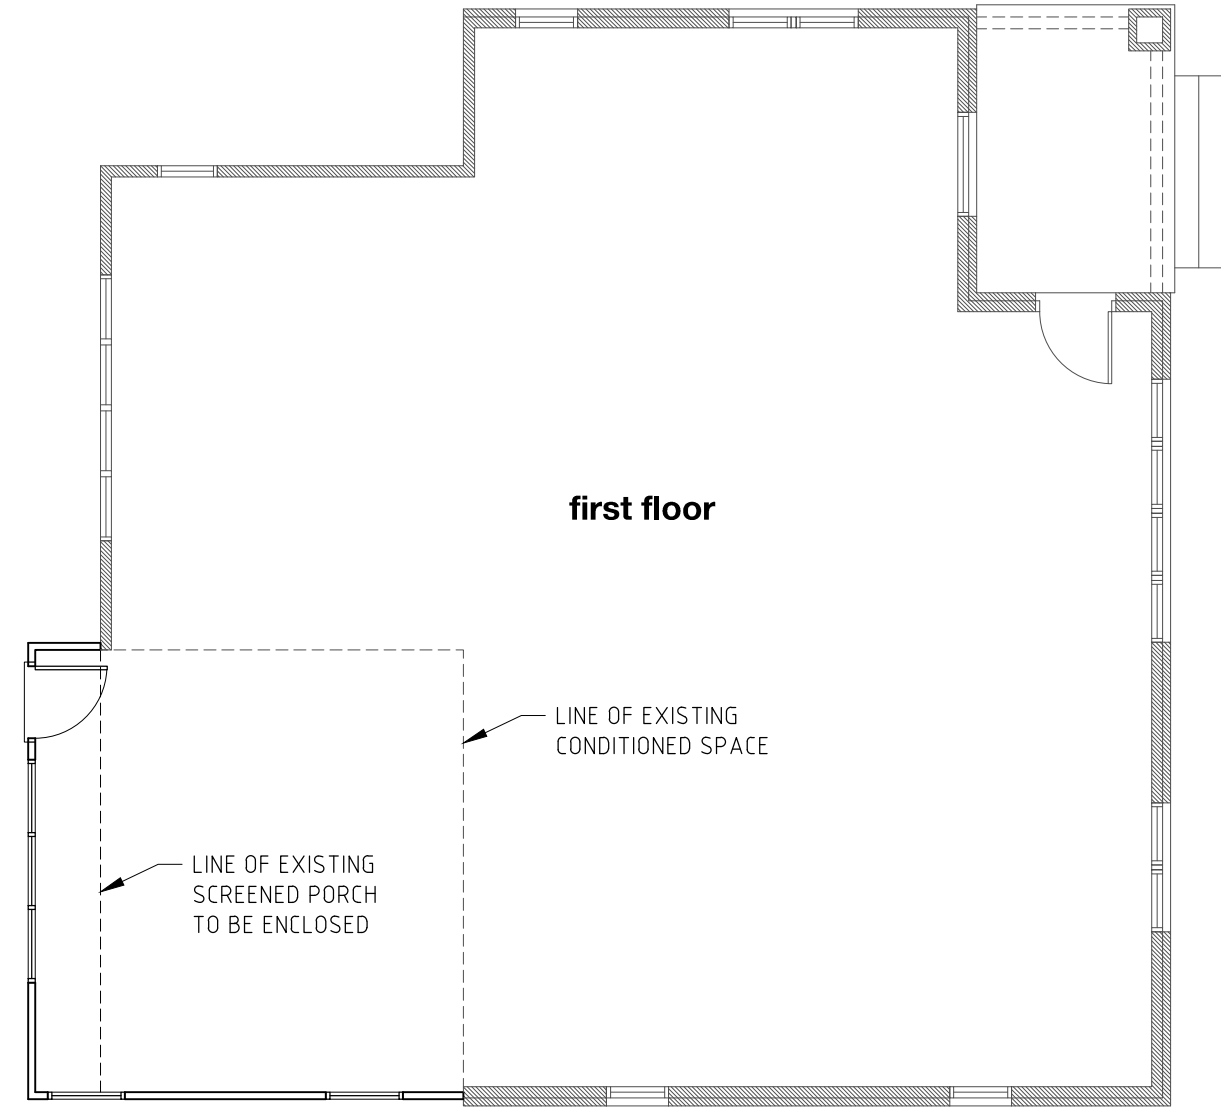 first floor
LINE OF EXISTING
CONDITIONED SPACE
LINE OF EXISTING
SCREENED PORCH
TO BE ENCLOSED